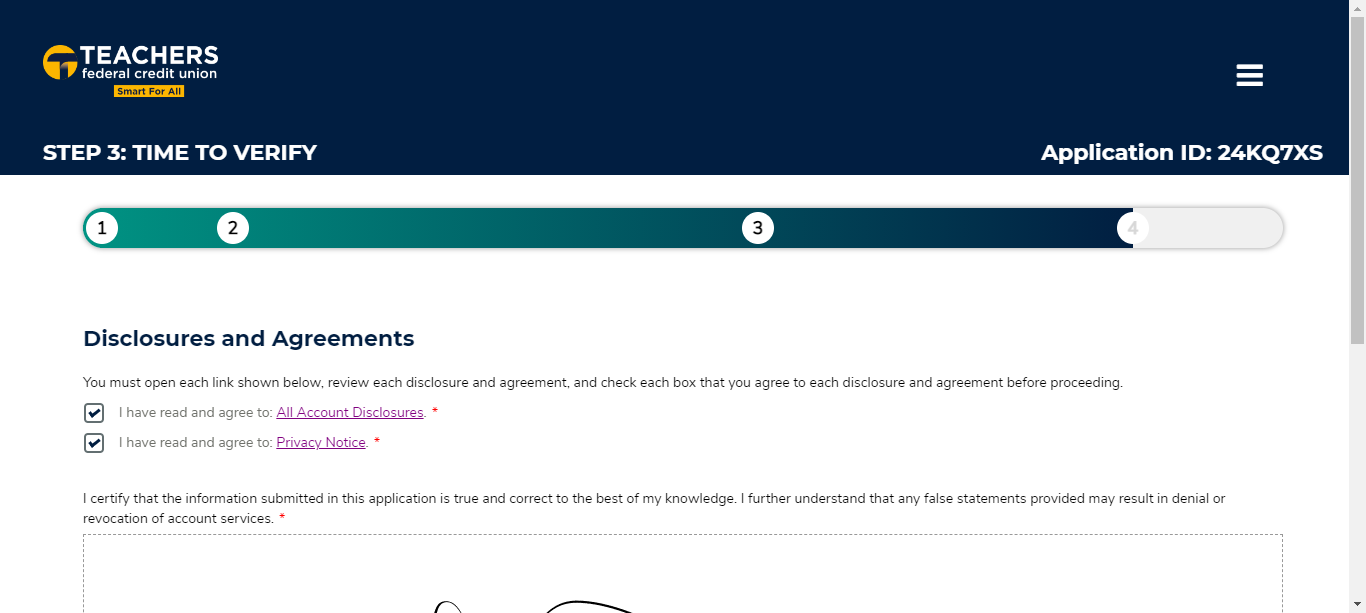 TEACHERS
federal credit union
Smart For All
STEP 3: TIME TO VERIFY
Application ID: 24KQ7XS
1 2 3 4
Disclosures and Agreements
You must open each link shown below, review each disclosure and agreement, and check each box that you agree to each disclosure and agreement before proceeding.
I have read and agree to: All Account Disclosures. *
I have read and agree to: Privacy Notice. *
I certify that the information submitted in this application is true and correct to the best of my knowledge. I further understand that any false statements provided may result in denial or
revocation of account services. *